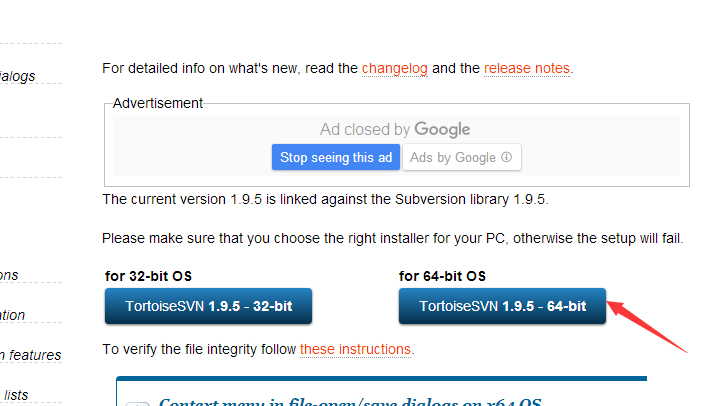 ialogs
For detailed info on what's new, read the changelog and the release notes.
Advertisement
Ad closed by Google
Stop seeing this ad
Ads by Google
The current version 1.9.5 is linked against the Subversion library 1.9.5.
Please make sure that you choose the right installer for your PC, otherwise the setup will fail.
ons
for 32-bit OS
for 64-bit OS
TortoiseSVN 1.9.5 - 32-bit
TortoiseSVN 1.9.5 - 64-bit
tion
To verify the file integrity follow these instructions.
n features
lists
Context menu in file-open/save dialogs on x64 OS